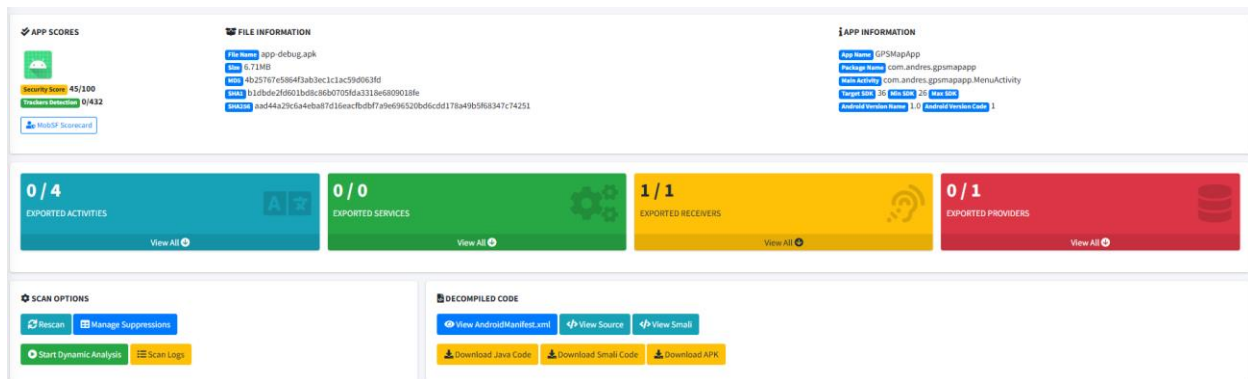 APP SCORES
Security Score 45/100
Trackers Detection 0/432
MobSF Scorecard
FILE INFORMATION
File Name app-debug.apk
Size 6.71MB
MD5 4b25767e5864f3ab3ec1c1ac59d063fd
SHA1 b1dbde2fd601bd8c86b0705fda3318e6809018fe
SHA256 aad44a29c6a4eba87d16eacfbdbf7a9e696520bd6cdd178a49b5f68347c74251
APP INFORMATION
App Name GPSMapApp
Package Name com.andres.gpsmapapp
Main Activity com.andres.gpsmapapp.MenuActivity
Target SDK 36 Min SDK 26 Max SDK
Android Version Name 1.0 Android Version Code 1
0 / 4
EXPORTED ACTIVITIES
View All
0 / 0
EXPORTED SERVICES
View All
1 / 1
EXPORTED RECEIVERS
View All
0 / 1
EXPORTED PROVIDERS
View All
SCAN OPTIONS
Rescan Manage Suppressions
Start Dynamic Analysis Scan Logs
DECOMPILED CODE
View AndroidManifest.xml View Source View Smali
Download Java Code Download Smali Code Download APK